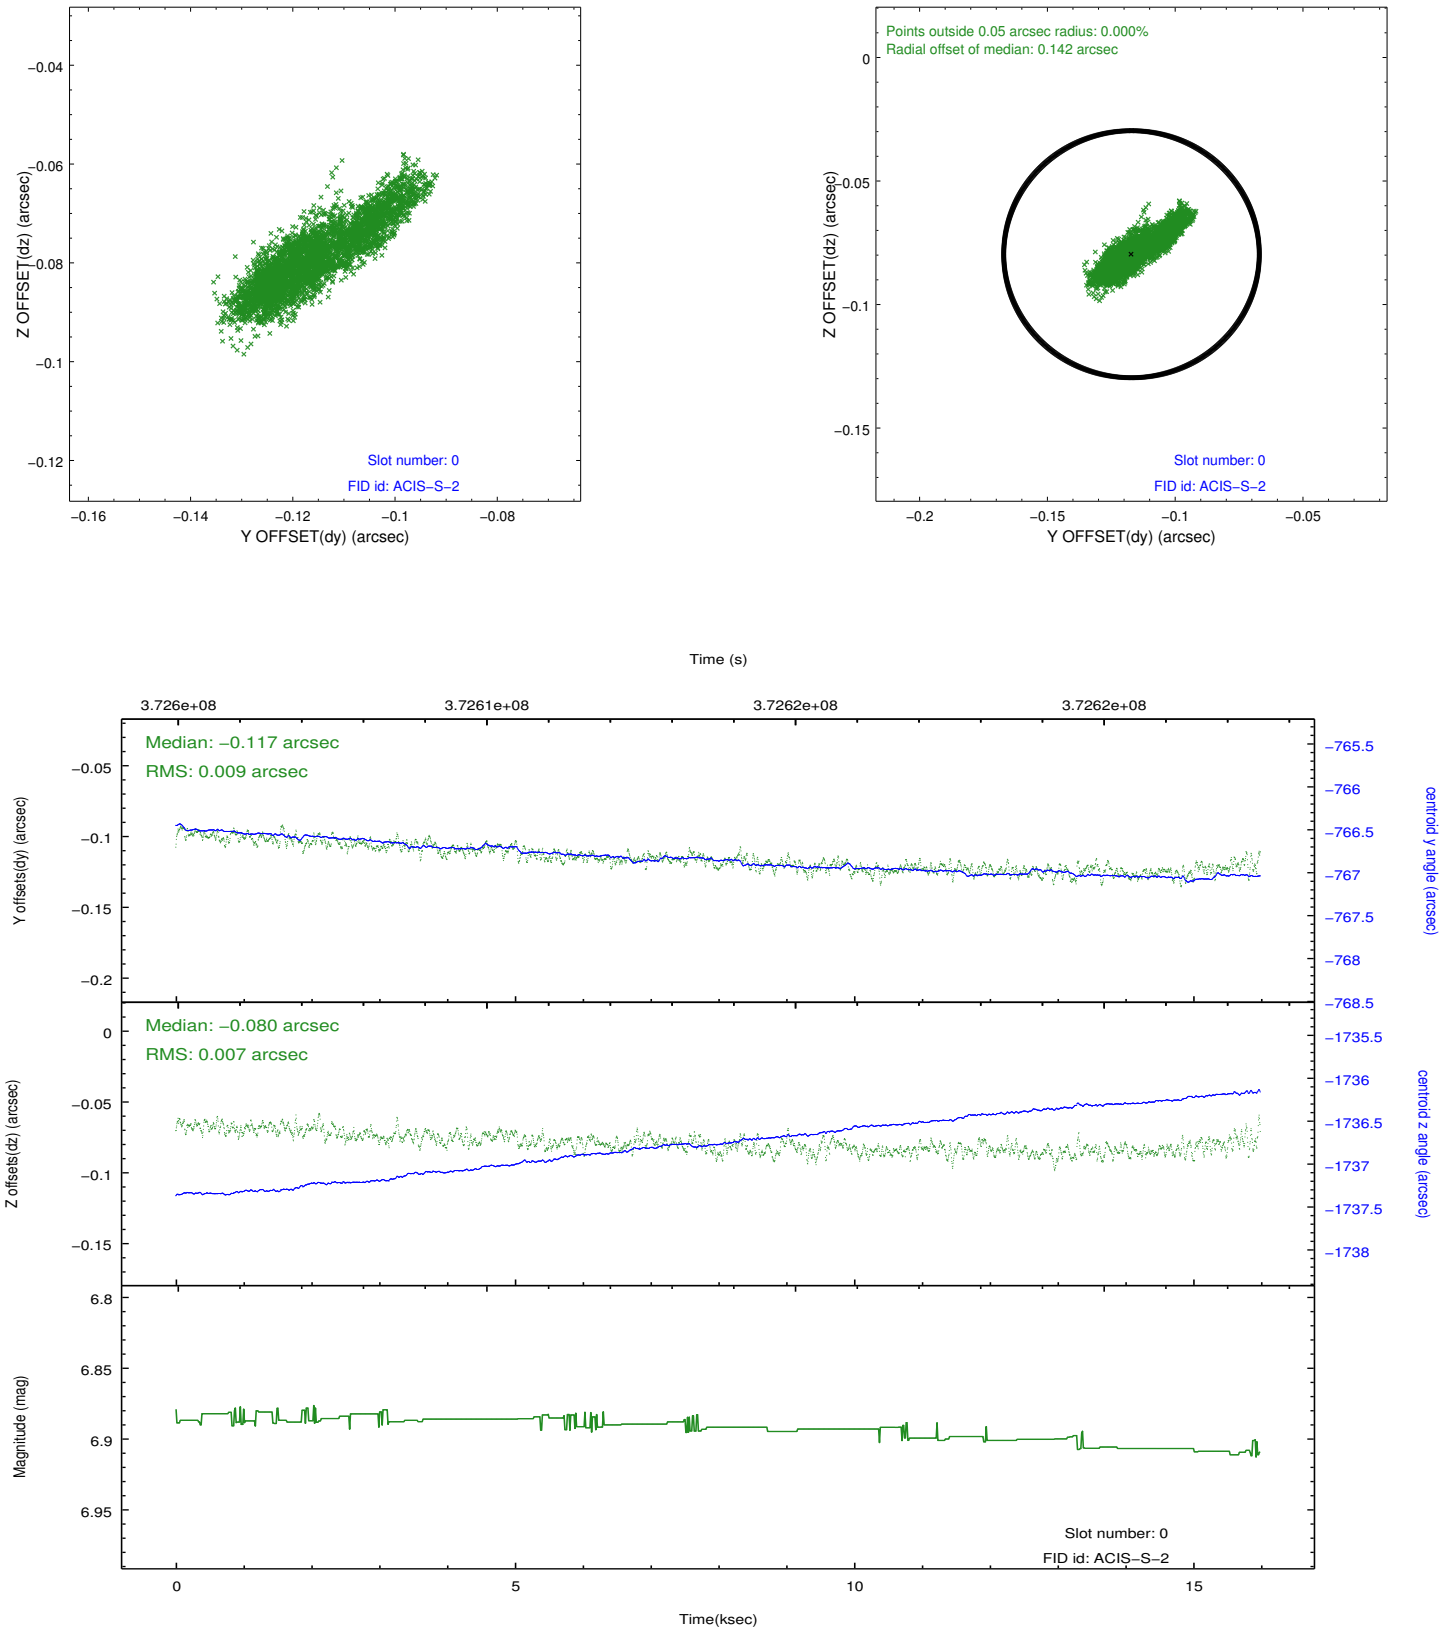 −0.04
−0.06
−0.08
−0.1
−0.12
Z OFFSET(dz) (arcsec)
Slot number: 0
FID id: ACIS−S−2
−0.16
−0.14
−0.12
−0.1
−0.08
Y OFFSET(dy) (arcsec)
Points outside 0.05 arcsec radius: 0.000%
Radial offset of median: 0.142 arcsec
0
−0.05
−0.1
−0.15
Z OFFSET(dz) (arcsec)
Slot number: 0
FID id: ACIS−S−2
−0.2
−0.15
−0.1
−0.05
Y OFFSET(dy) (arcsec)
Time (s)
3.726e+08
3.7261e+08
3.7262e+08
3.7262e+08
Median: −0.117 arcsec
RMS: 0.009 arcsec
−0.05
−0.1
−0.15
−0.2
Y offsets(dy) (arcsec)
−765.5
−766
−766.5
−767
−767.5
−768
−768.5
centroid y angle (arcsec)
Median: −0.080 arcsec
RMS: 0.007 arcsec
0
−0.05
−0.1
−0.15
Z offsets(dz) (arcsec)
−1735.5
−1736
−1736.5
−1737
−1737.5
−1738
centroid z angle (arcsec)
6.8
6.85
6.9
6.95
Magnitude (mag)
Slot number: 0
FID id: ACIS−S−2
0
5
10
15
Time(ksec)